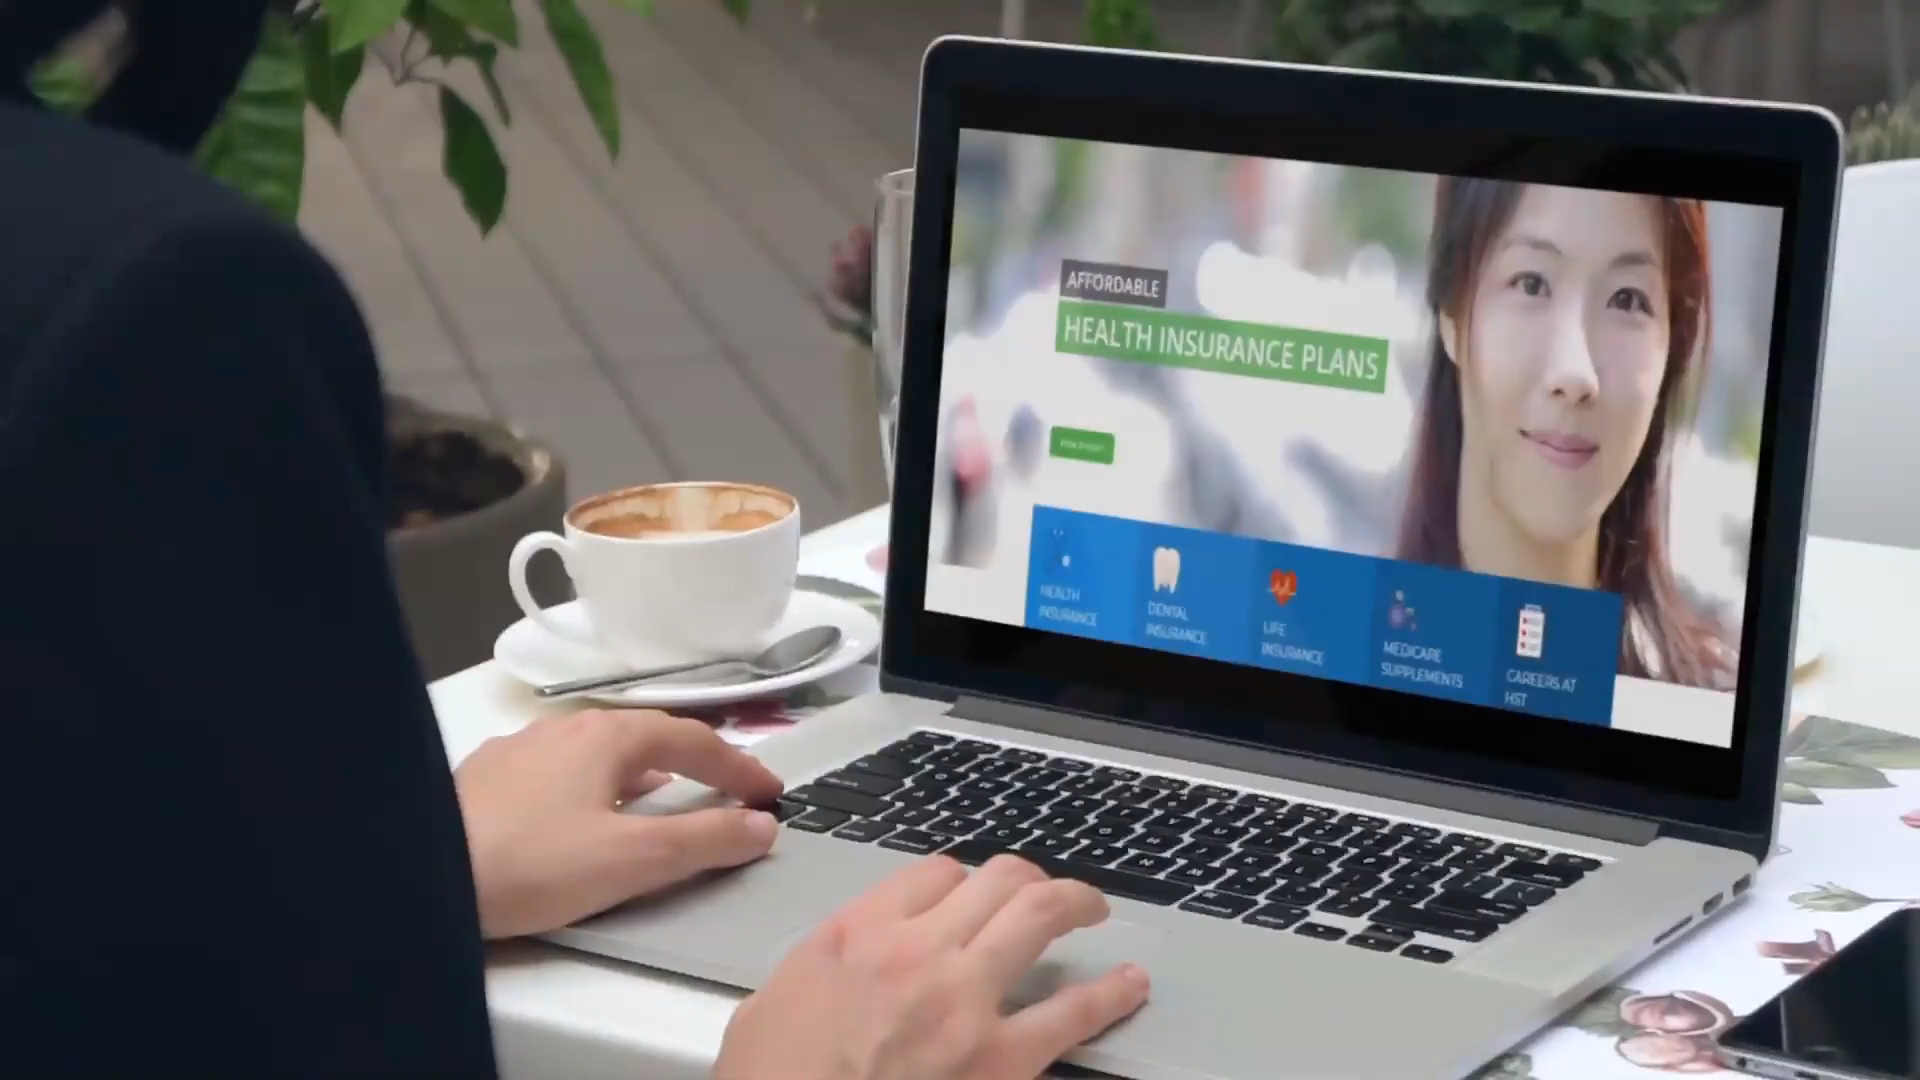 AFFORDABLE
HEALTH INSURANCE PLANS
HEALTH
INSURANCE
DENTAL
INSURANCE
LIFE
INSURANCE
MEDICARE
SUPPLEMENTS
CAREERS AT
HST